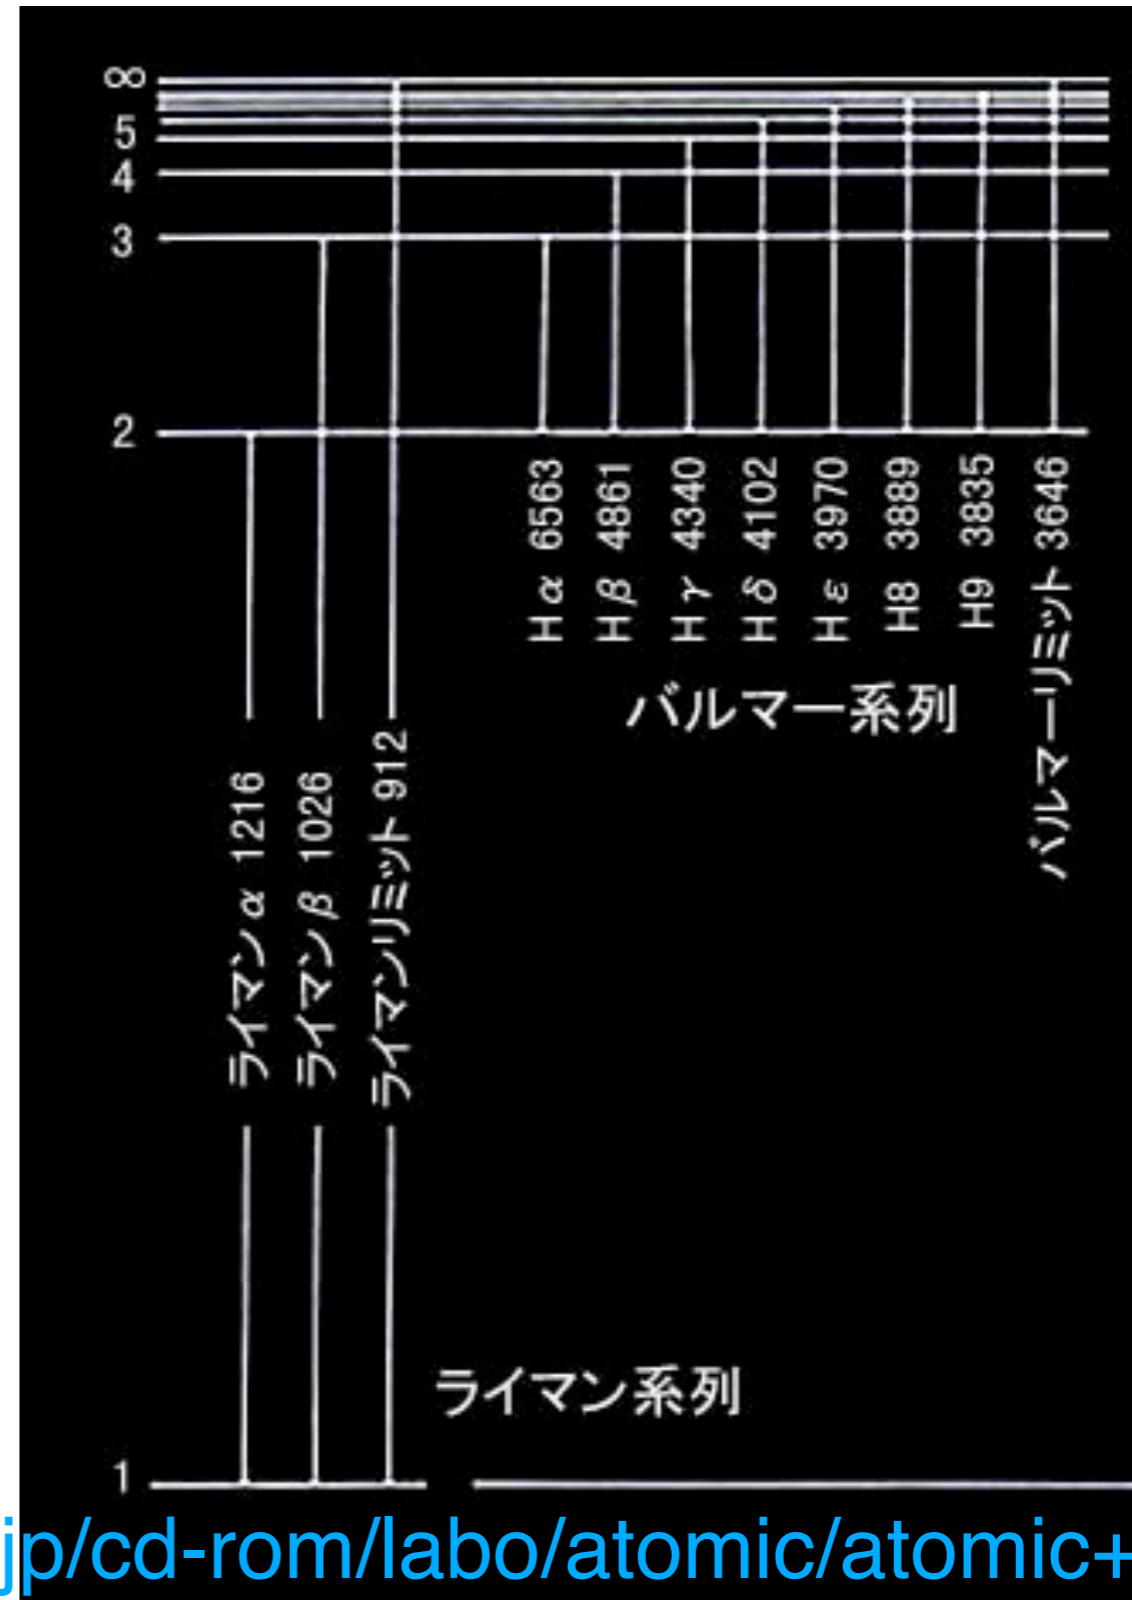 ∞
5
4
3
2
Hα 6563
Hβ 4861
Hγ 4340
Hδ 4102
Hε 3970
H8 3889
H9 3835
バルマーリミット 3646
バルマー系列
ライマンα 1216
ライマンβ 1026
ライマンリミット 912
ライマン系列
1
jp/cd-rom/labo/atomic/atomic+